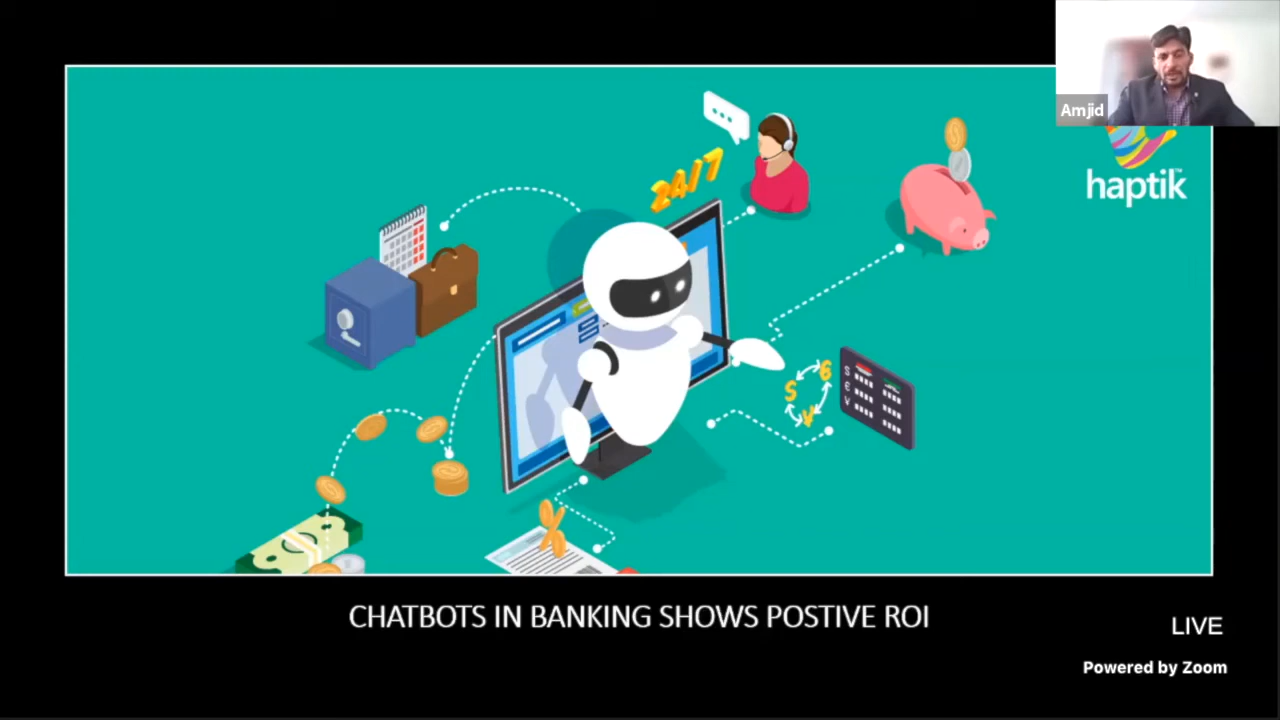 Amjid
haptik
24/7
CHATBOTS IN BANKING SHOWS POSTIVE ROI
LIVE
Powered by Zoom